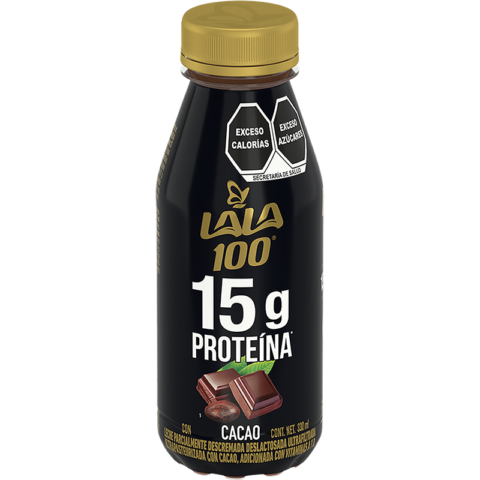 EXCESO
CALORÍAS
EXCESO
AZÚCARES
SECRETARÍA DE SALUD
LALA
100®
15 g
PROTEÍNA*
CON
CACAO
CONT. NET. 330 ml
LECHE PARCIALMENTE DESCREMADA DESLACTOSADA ULTRAFILTRADA
ULTRAPASTEURIZADA CON CACAO, ADICIONADA CON VITAMINAS A